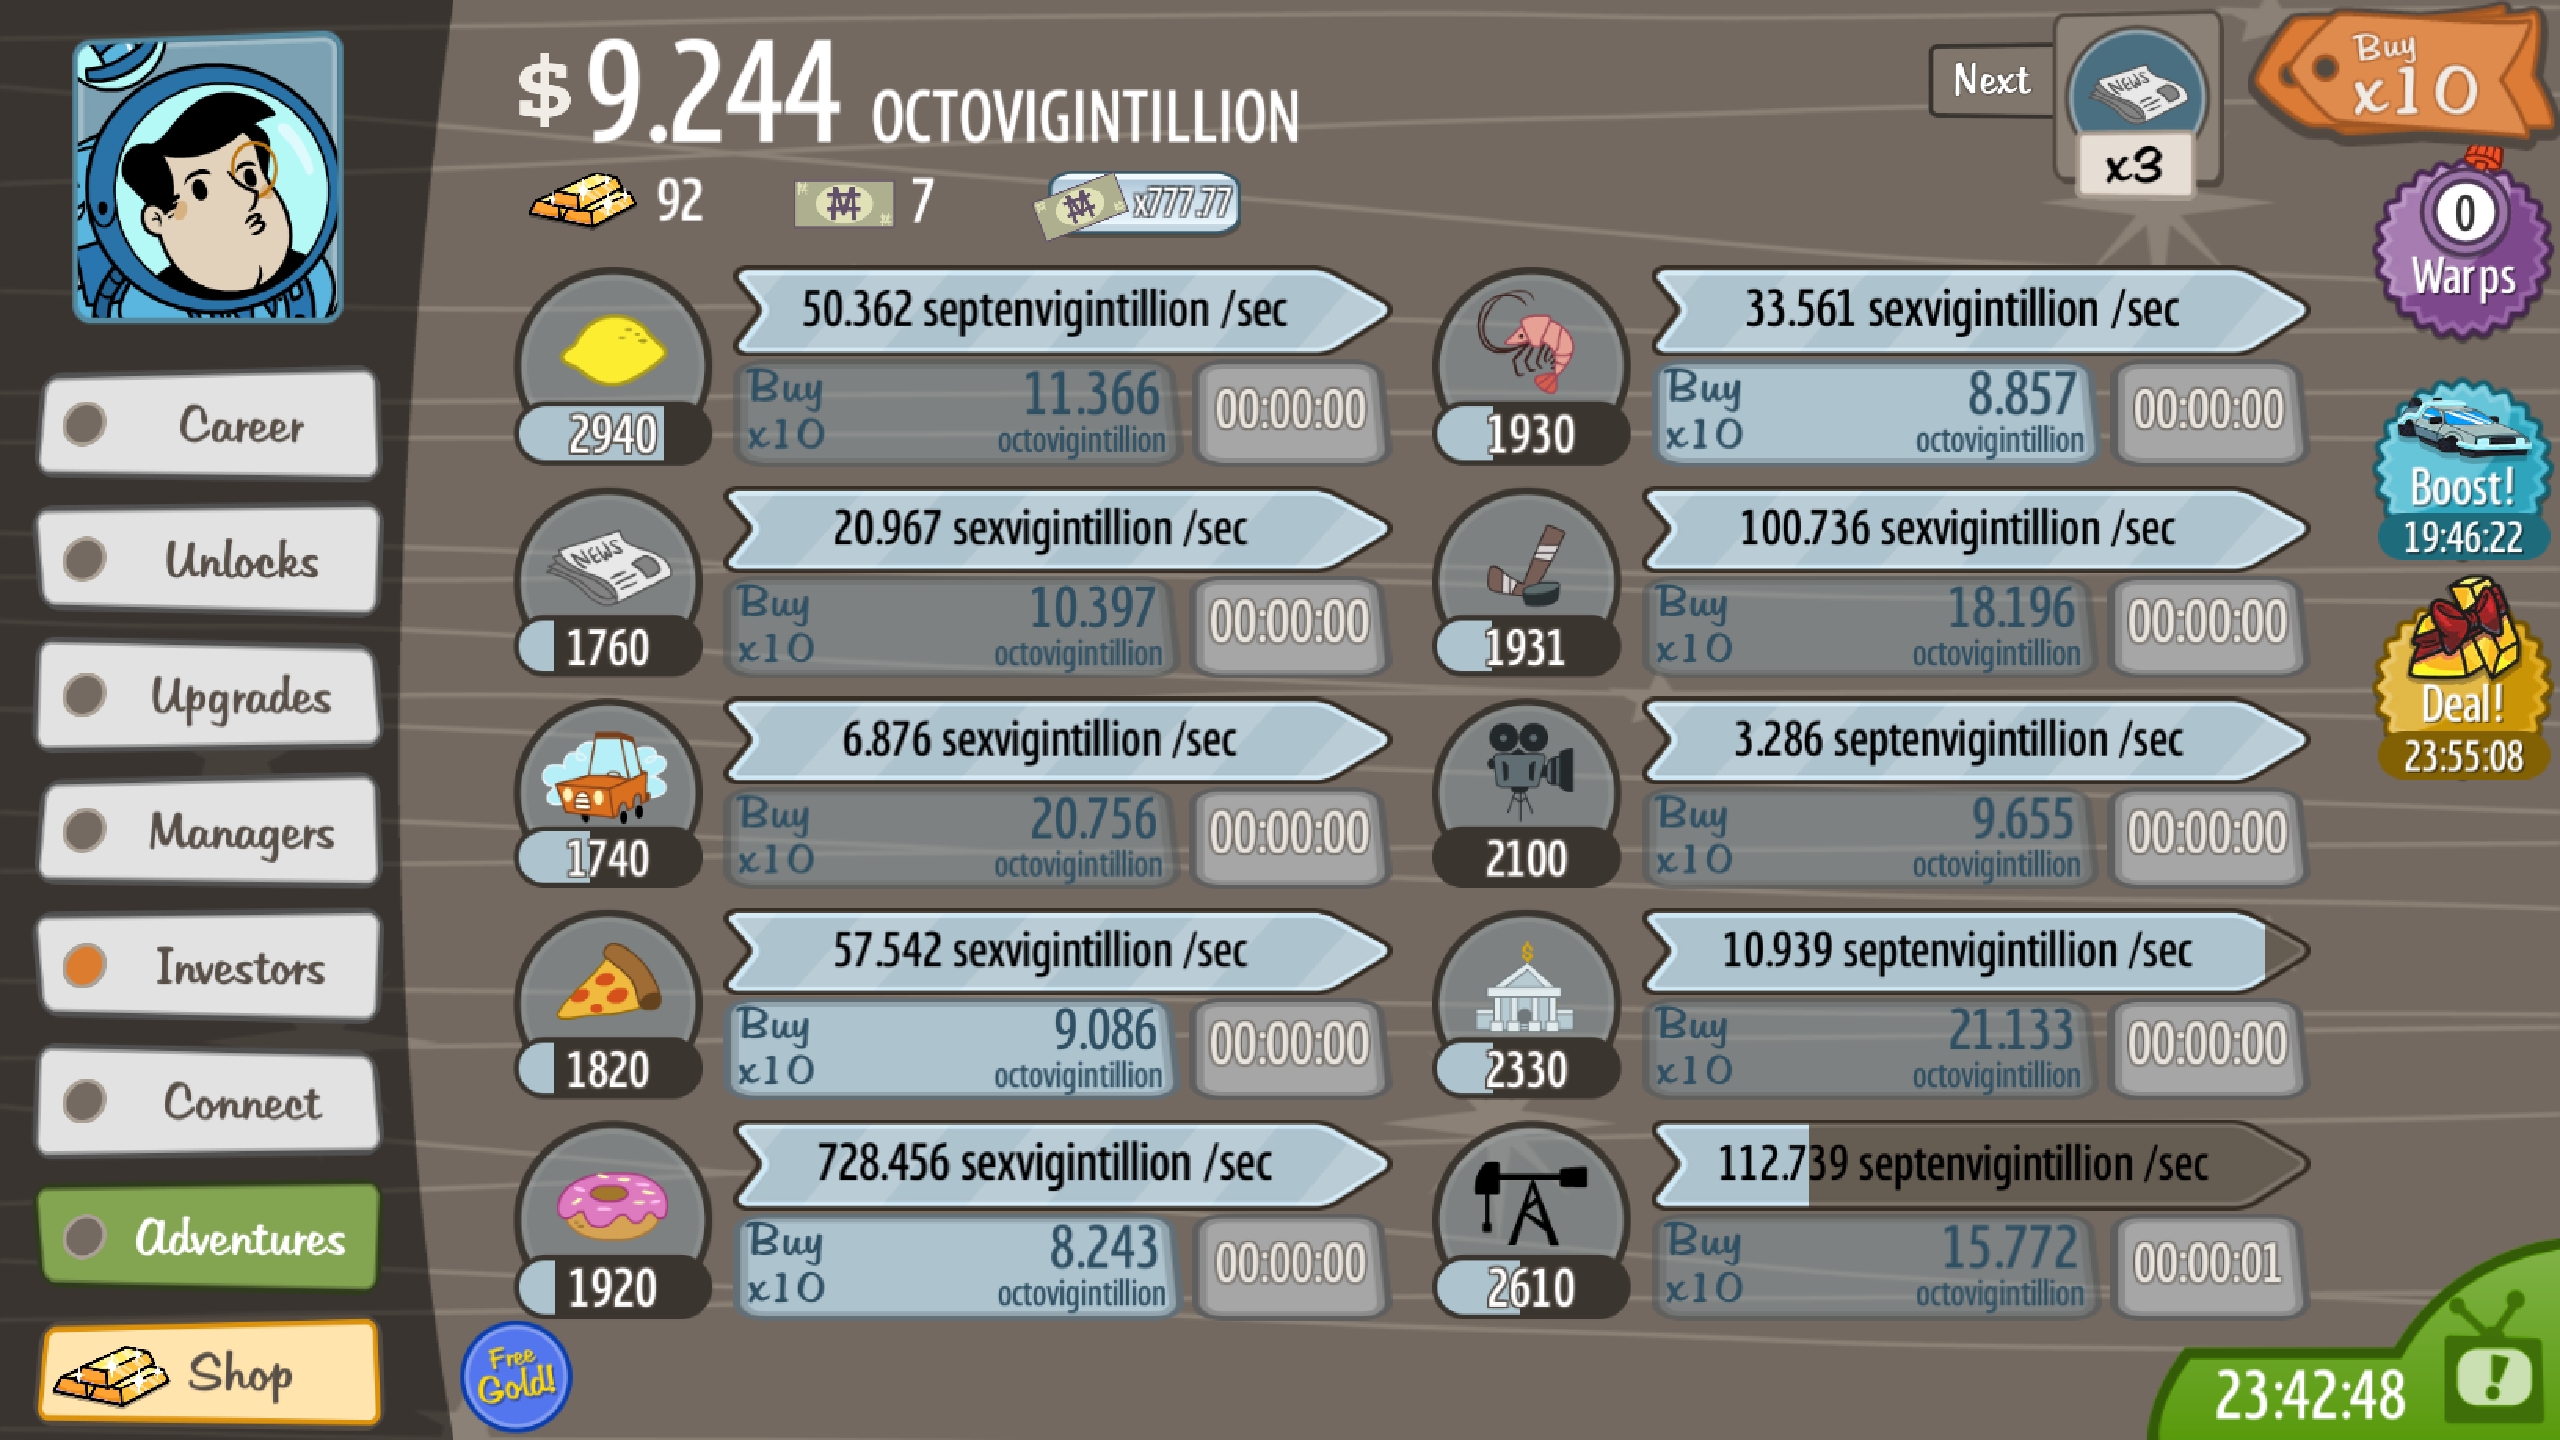 $9.244 OCTOVIGINTILLION
Next
NEWS
x3
Buy
x10
92
7
x777.77
0
Warps
Career
Unlocks
Upgrades
Managers
Investors
Connect
Adventures
Shop
50.362 septenvigintillion /sec
2940
Buy
x10
11.366
octovigintillion
00:00:00
33.561 sexvigintillion /sec
1930
Buy
x10
8.857
octovigintillion
00:00:00
Boost!
19:46:22
20.967 sexvigintillion /sec
NEWS
1760
Buy
x10
10.397
octovigintillion
00:00:00
100.736 sexvigintillion /sec
1931
Buy
x10
18.196
octovigintillion
00:00:00
Deal!
23:55:08
6.876 sexvigintillion /sec
1740
Buy
x10
20.756
octovigintillion
00:00:00
3.286 septenvigintillion /sec
2100
Buy
x10
9.655
octovigintillion
00:00:00
57.542 sexvigintillion /sec
1820
Buy
x10
9.086
octovigintillion
00:00:00
10.939 septenvigintillion /sec
$
2330
Buy
x10
21.133
octovigintillion
00:00:00
728.456 sexvigintillion /sec
1920
Buy
x10
8.243
octovigintillion
00:00:00
112.739 septenvigintillion /sec
2610
Buy
x10
15.772
octovigintillion
00:00:01
Free
Gold!
23:42:48
!